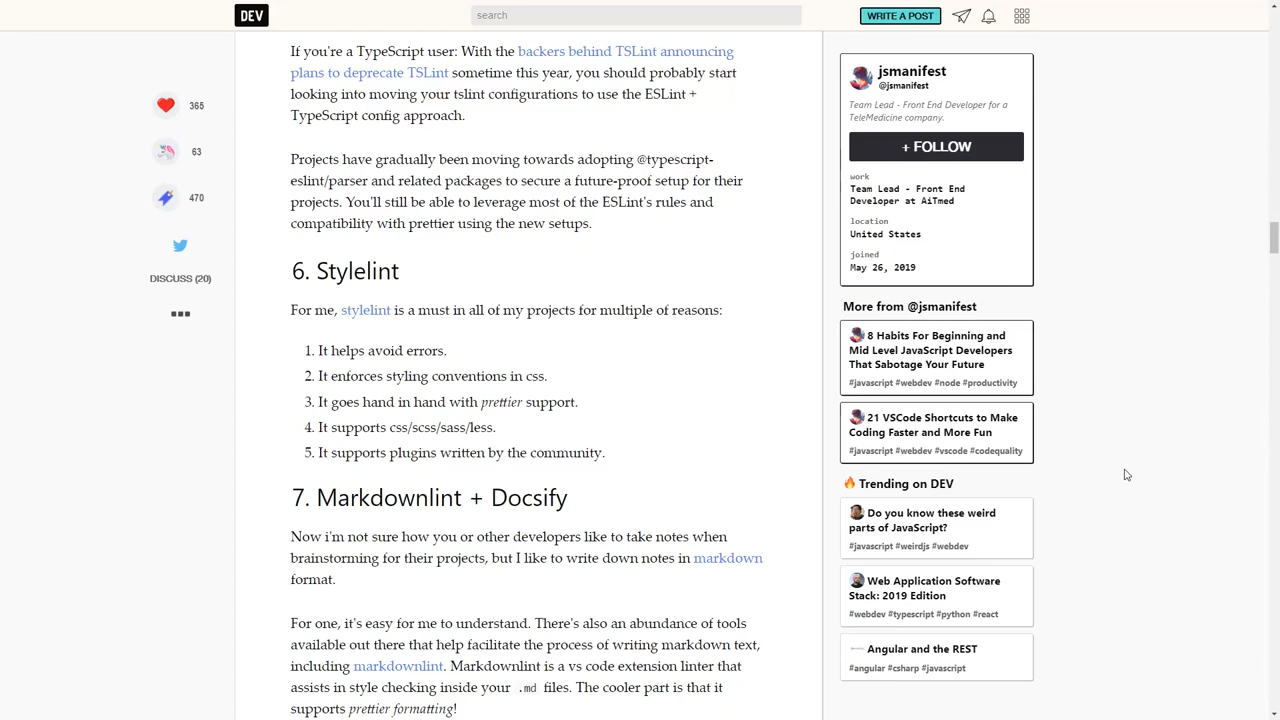 DEV
search
WRITE A POST
365
63
470
DISCUSS (20)
If you're a TypeScript user: With the backers behind TSLint announcing
plans to deprecate TSLint sometime this year, you should probably start
looking into moving your tslint configurations to use the ESLint +
TypeScript config approach.
Projects have gradually been moving towards adopting @typescript-
eslint/parser and related packages to secure a future-proof setup for their
projects. You'll still be able to leverage most of the ESLint's rules and
compatibility with prettier using the new setups.
6. Stylelint
For me, stylelint is a must in all of my projects for multiple of reasons:
1. It helps avoid errors.
2. It enforces styling conventions in css.
3. It goes hand in hand with prettier support.
4. It supports css/scss/sass/less.
5. It supports plugins written by the community.
7. Markdownlint + Docsify
Now i'm not sure how you or other developers like to take notes when
brainstorming for their projects, but I like to write down notes in markdown
format.
For one, it's easy for me to understand. There's also an abundance of tools
available out there that help facilitate the process of writing markdown text,
including markdownlint. Markdownlint is a vs code extension linter that
assists in style checking inside your .md files. The cooler part is that it
supports prettier formatting!
jsmanifest
@jsmanifest
Team Lead - Front End Developer for a
TeleMedicine company.
+ FOLLOW
work
Team Lead - Front End
Developer at AiTmed
location
United States
joined
May 26, 2019
More from @jsmanifest
8 Habits For Beginning and
Mid Level JavaScript Developers
That Sabotage Your Future
#javascript #webdev #node #productivity
21 VSCode Shortcuts to Make
Coding Faster and More Fun
#javascript #webdev #vscode #codequality
Trending on DEV
Do you know these weird
parts of JavaScript?
#javascript #weirdjs #webdev
Web Application Software
Stack: 2019 Edition
#webdev #typescript #python #react
Angular and the REST
#angular #csharp #javascript